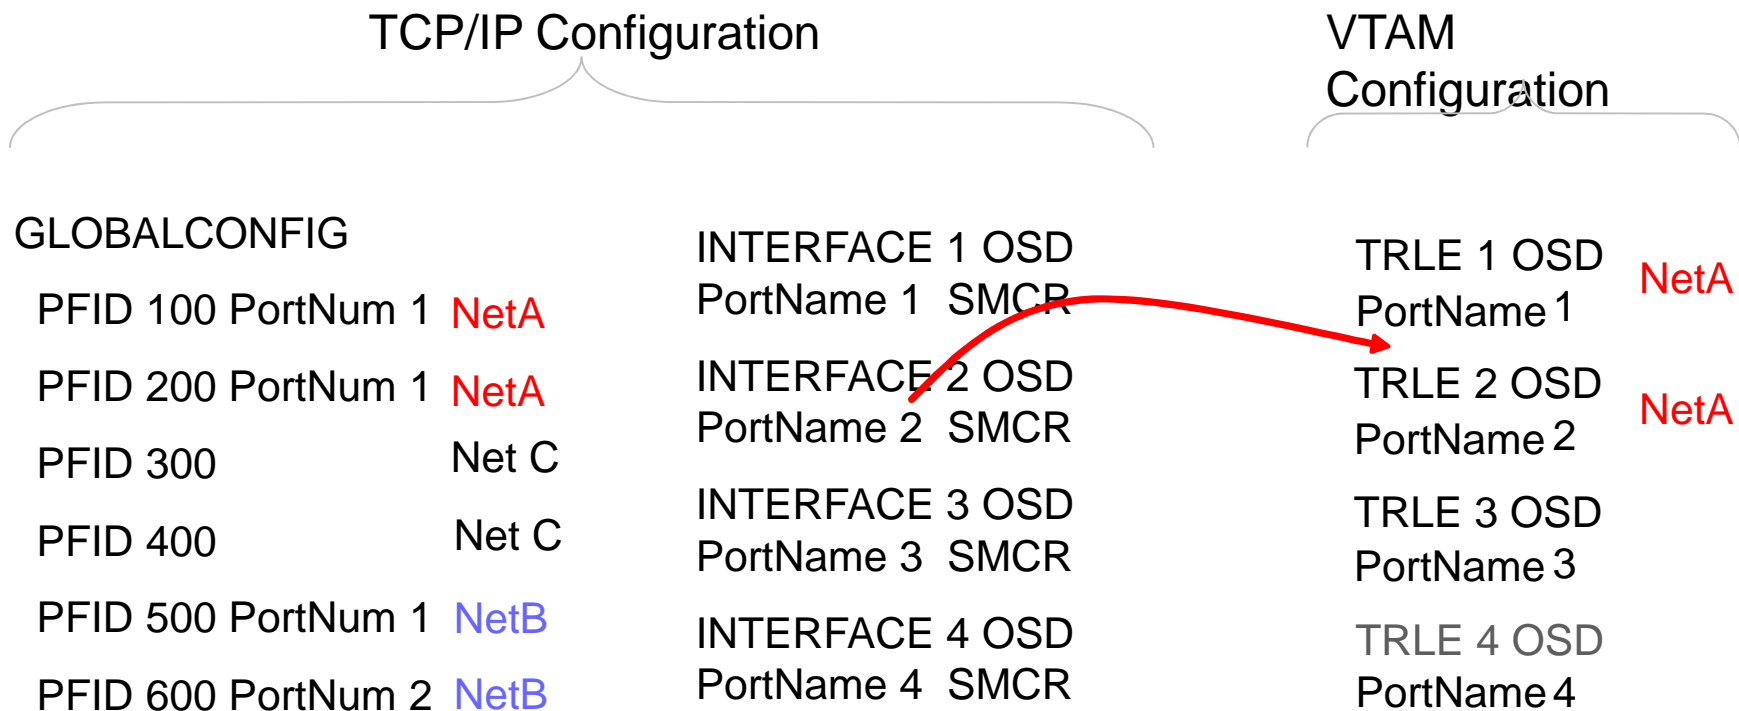 TCP/IP Configuration
VTAM
Configuration
GLOBALCONFIG
PFID 100 PortNum 1 NetA
PFID 200 PortNum 1 NetA
PFID 300 Net C
PFID 400 Net C
PFID 500 PortNum 1 NetB
PFID 600 PortNum 2 NetB
INTERFACE 1 OSD
PortName 1 SMCR
INTERFACE 2 OSD
PortName 2 SMCR
INTERFACE 3 OSD
PortName 3 SMCR
INTERFACE 4 OSD
PortName 4 SMCR
TRLE 1 OSD NetA
PortName 1
TRLE 2 OSD NetA
PortName 2
TRLE 3 OSD
PortName 3
TRLE 4 OSD
PortName 4